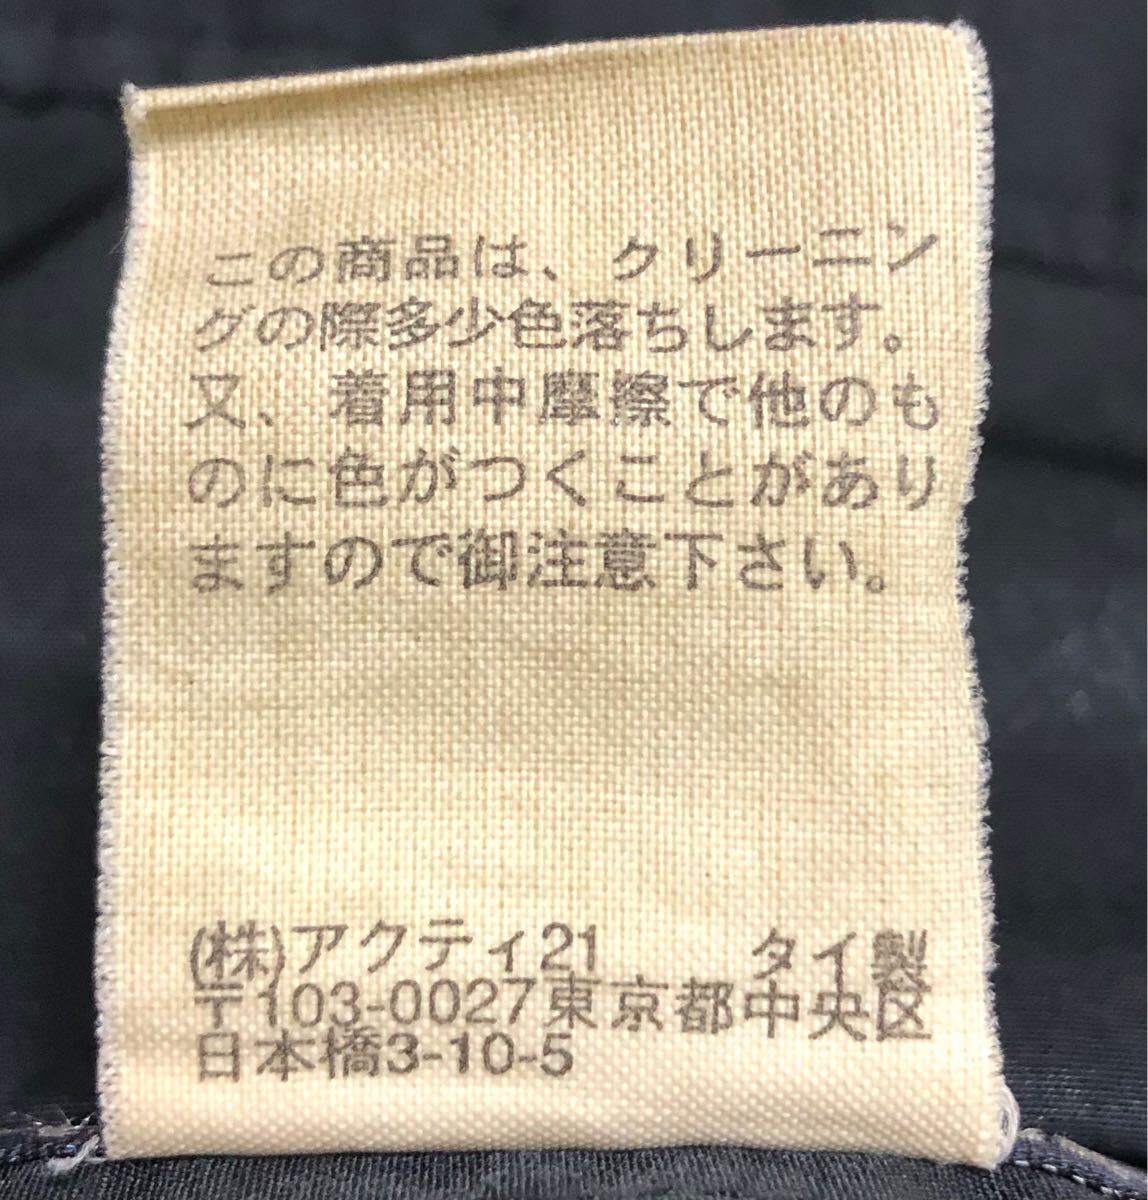 この商品は、クリーニン
グの際多少色落ちします。
又、着用中摩擦で他のも
のに色がつくことがあり
ますので御注意下さい。
(株)アクティ21 タイ製
〒103-0027東京都中央区
日本橋3-10-5